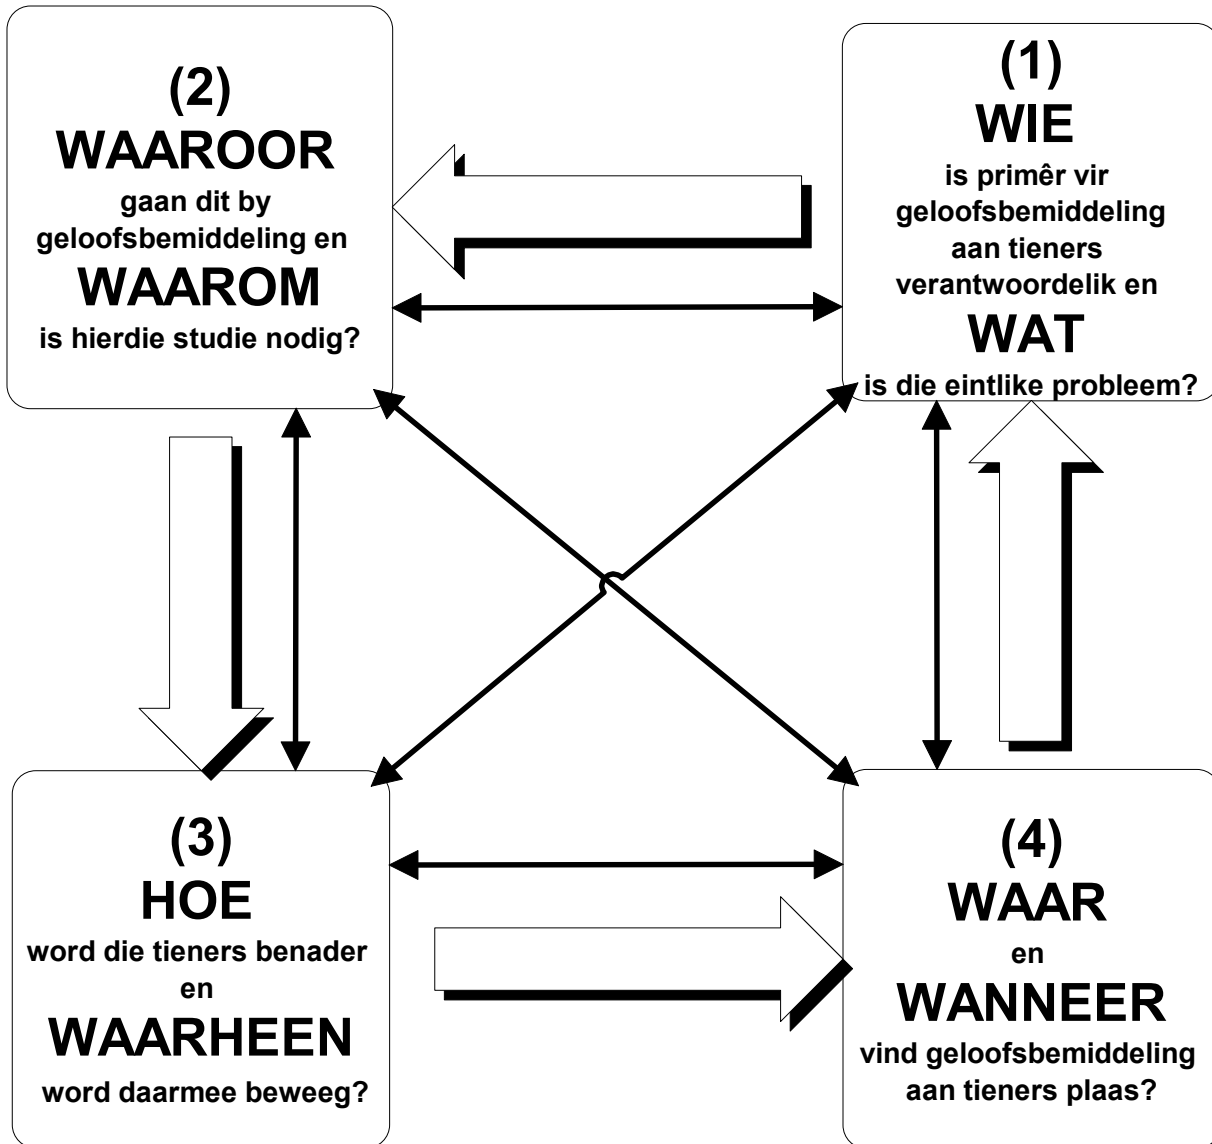 (1)
WIE
is primêr vir
geloofsbemiddeling
aan tieners
verantwoordelik en
WAT
is die eintlike probleem?
(2)
WAAROOR
gaan dit by
geloofsbemiddeling en
WAAROM
is hierdie studie nodig?
(3)
HOE
word die tieners benader
en
WAARHEEN
word daarmee beweeg?
(4)
WAAR
en
WANNEER
vind geloofsbemiddeling
aan tieners plaas?